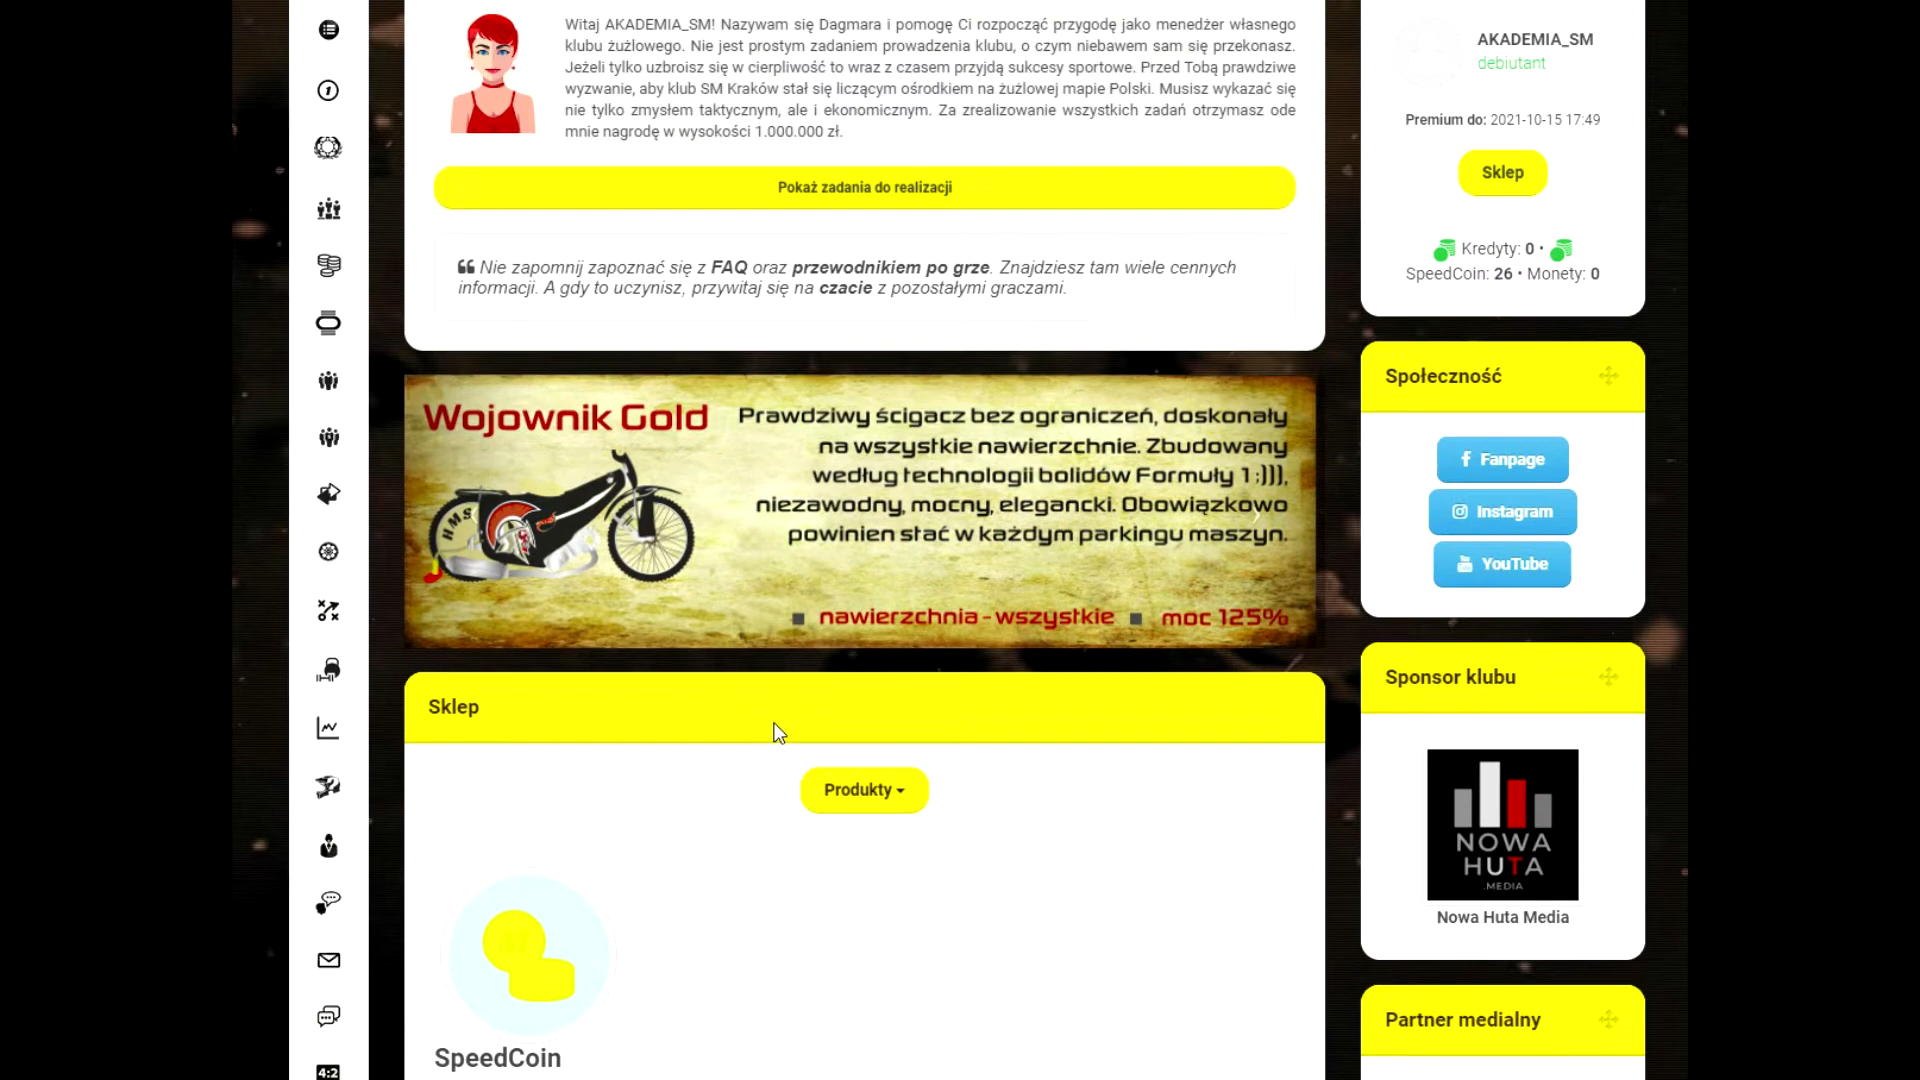 Witaj AKADEMIA_SM! Nazywam się Dagmara i pomogę Ci rozpocząć przygodę jako menedżer własnego
klubu żużlowego. Nie jest prostym zadaniem prowadzenia klubu, o czym niebawem sam się przekonasz.
Jeżeli tylko uzbroisz się w cierpliwość to wraz z czasem przyjdą sukcesy sportowe. Przed Tobą prawdziwe
wyzwanie, aby klub SM Kraków stał się liczącym ośrodkiem na żużlowej mapie Polski. Musisz wykazać się
nie tylko zmysłem taktycznym, ale i ekonomicznym. Za zrealizowanie wszystkich zadań otrzymasz ode
mnie nagrodę w wysokości 1.000.000 zł.
Pokaż zadania do realizacji
Nie zapomnij zapoznać się z FAQ oraz przewodnikiem po grze. Znajdziesz tam wiele cennych
informacji. A gdy to uczynisz, przywitaj się na czacie z pozostałymi graczami.
Wojownik Gold
Prawdziwy ścigacz bez ograniczeń, doskonały
na wszystkie nawierzchnie. Zbudowany
według technologii bolidów Formuły 1 :))),
niezawodny, mocny, elegancki. Obowiązkowo
powinien stać w każdym parkingu maszyn.
HMS
nawierzchnia - wszystkie
moc 125%
Sklep
Produkty
SpeedCoin
AKADEMIA_SM
debiutant
Premium do: 2021-10-15 17:49
Sklep
Kredyty: 0 •
SpeedCoin: 26 • Monety: 0
Społeczność
Fanpage
Instagram
YouTube
Sponsor klubu
NOWA
HUTA
.MEDIA
Nowa Huta Media
Partner medialny
4:2